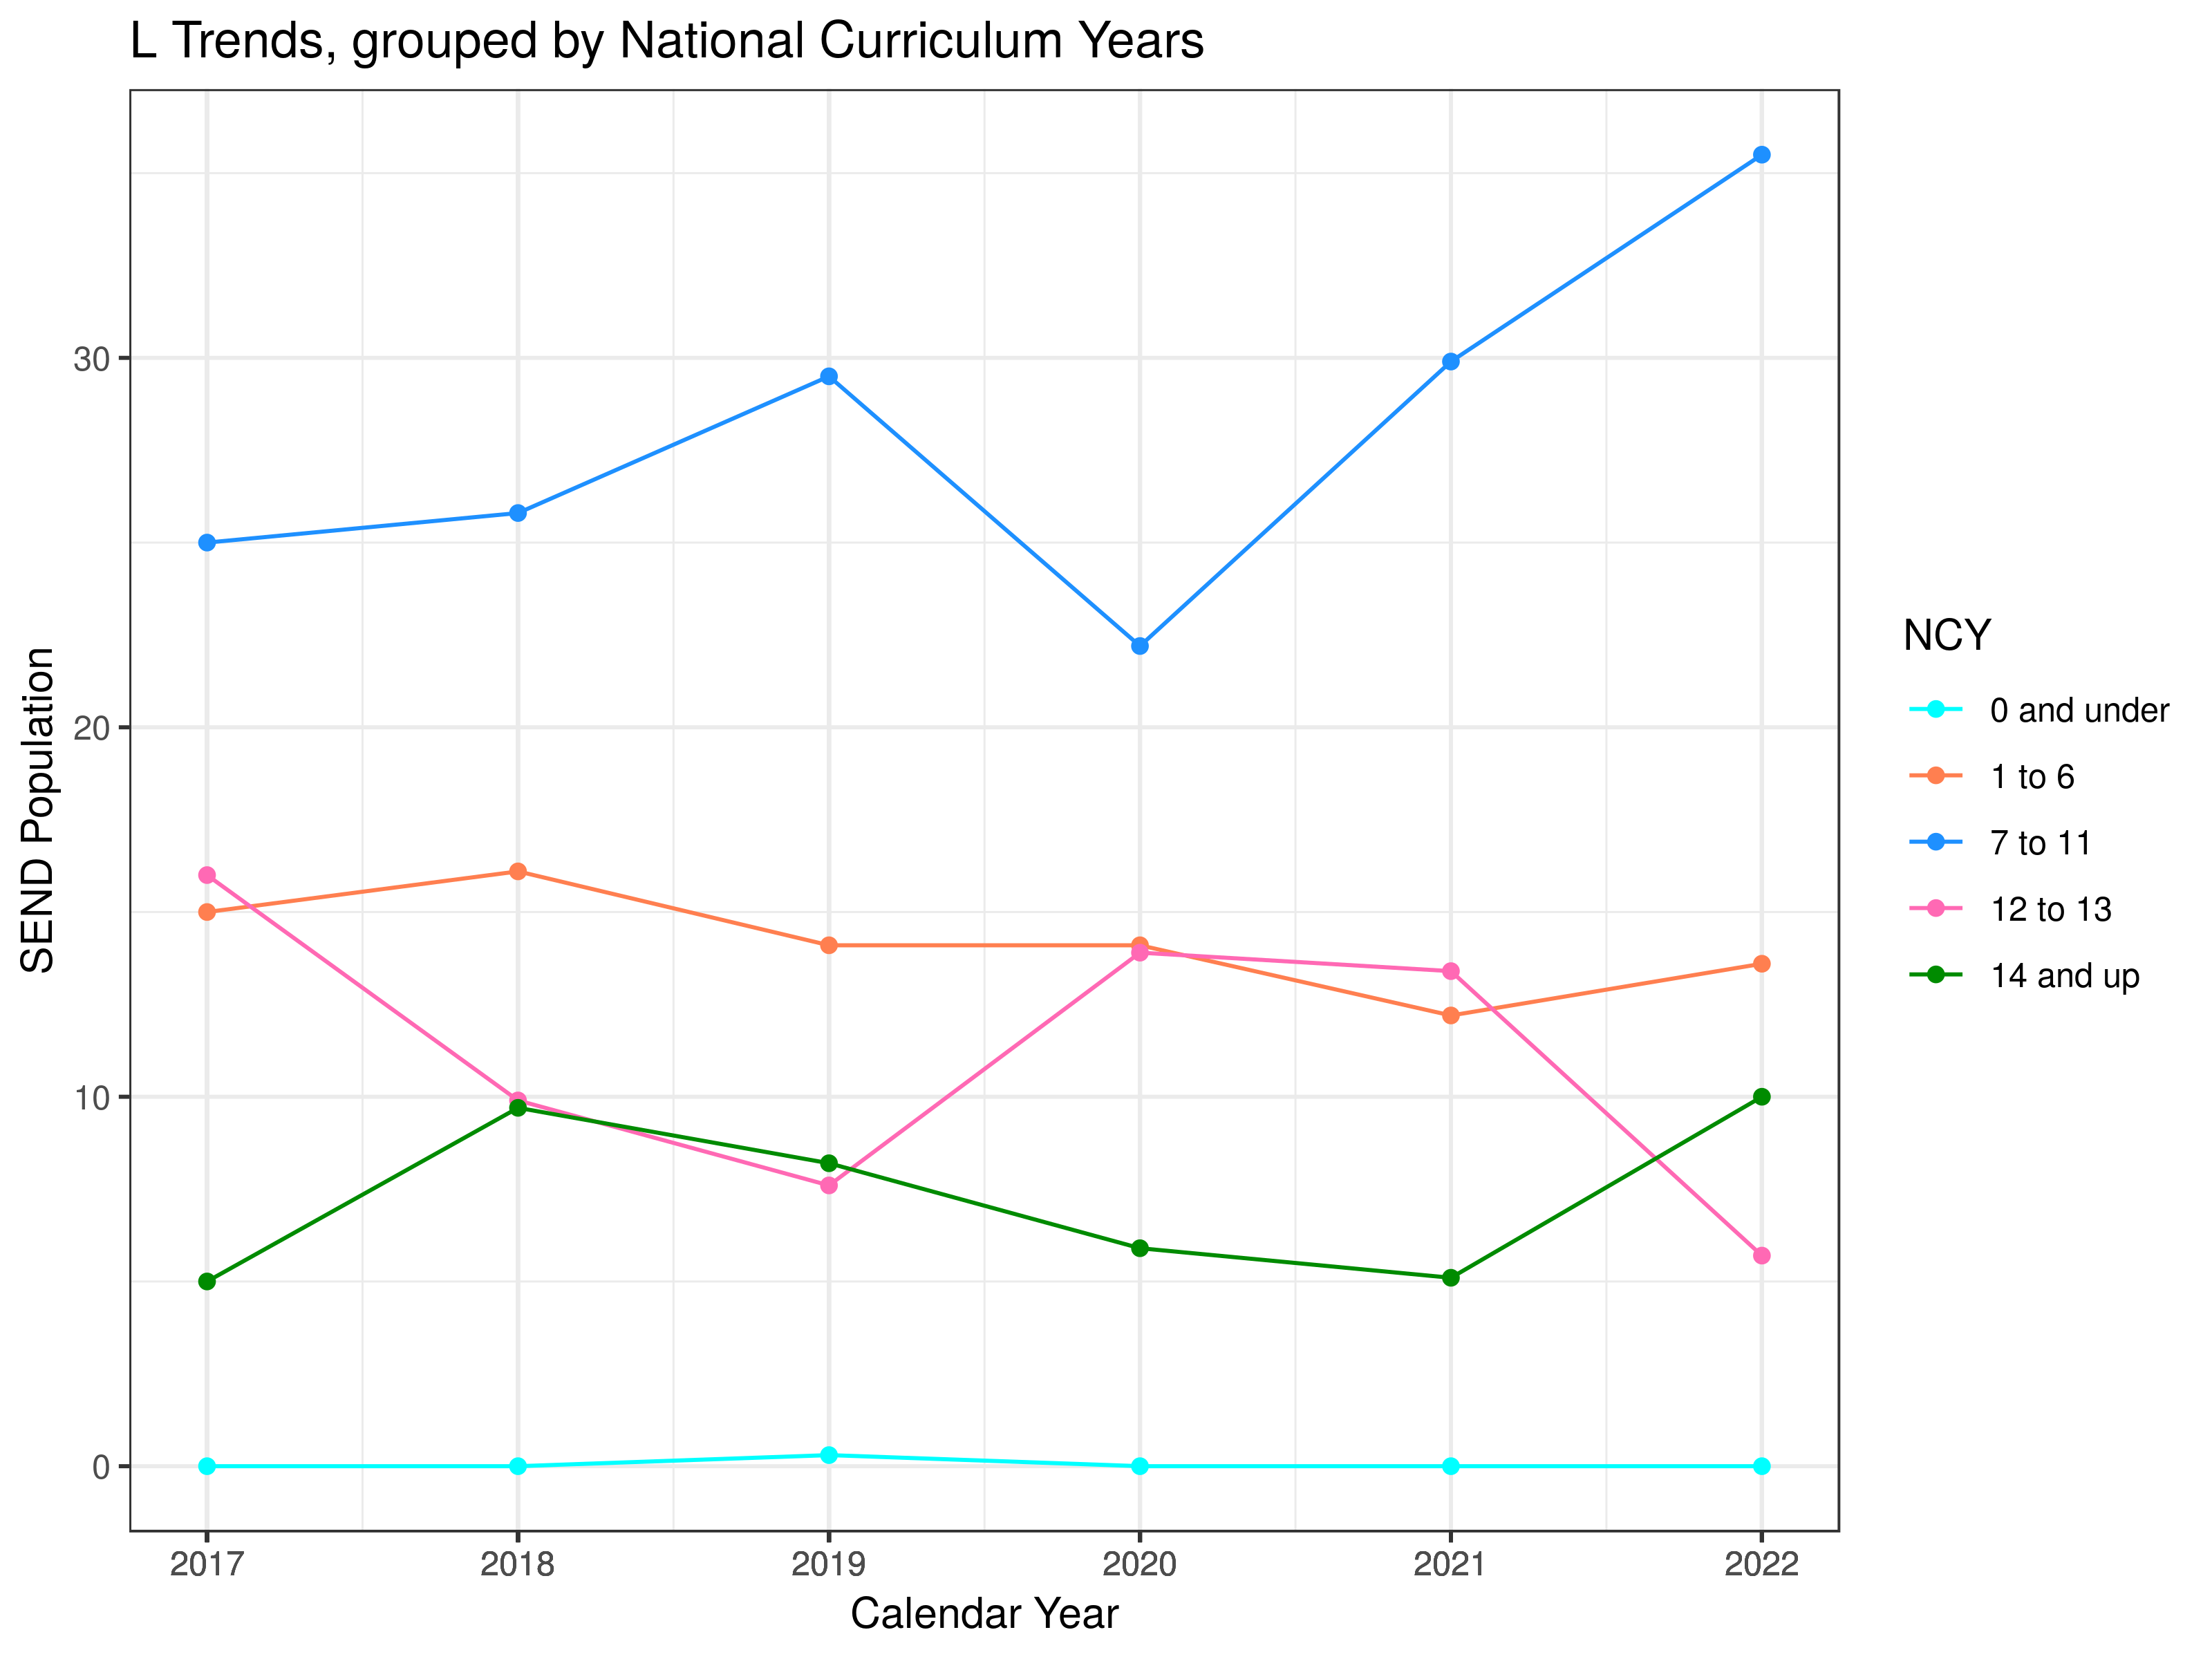 L Trends, grouped by National Curriculum Years
SEND Population
30
20
10
0
2017 2018 2019 2020 2021 2022
Calendar Year
NCY
0 and under
1 to 6
7 to 11
12 to 13
14 and up